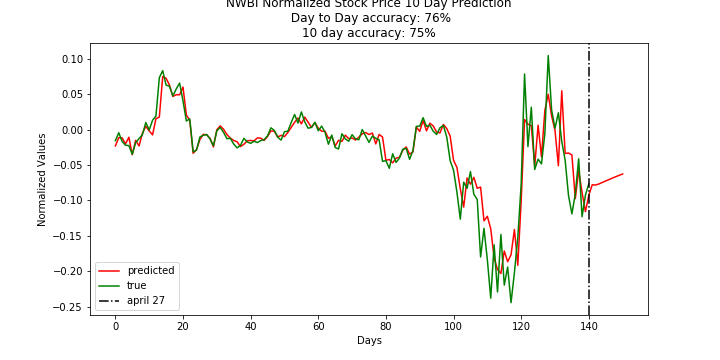 NWBI Normalized Stock Price 10 Day Prediction
Day to Day accuracy: 76%
10 day accuracy: 75%
Normalized Values
0.10
0.05
0.00
−0.05
−0.10
−0.15
−0.20
−0.25
predicted
true
april 27
0 20 40 60 80 100 120 140
Days